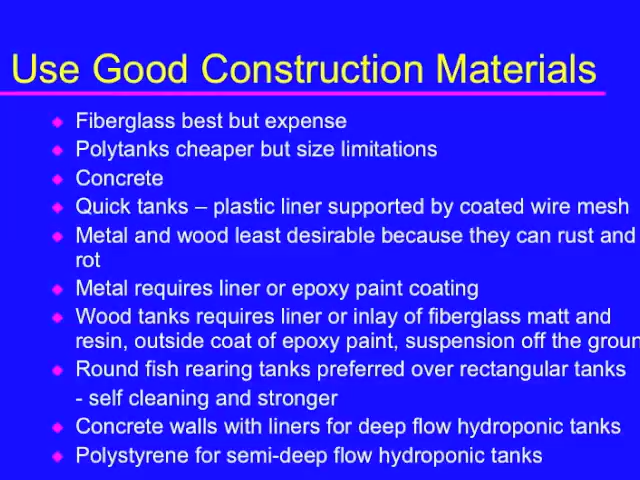 Use Good Construction Materials
Fiberglass best but expense
Polytanks cheaper but size limitations
Concrete
Quick tanks – plastic liner supported by coated wire mesh
Metal and wood least desirable because they can rust and
rot
Metal requires liner or epoxy paint coating
Wood tanks requires liner or inlay of fiberglass matt and
resin, outside coat of epoxy paint, suspension off the groun
Round fish rearing tanks preferred over rectangular tanks
- self cleaning and stronger
Concrete walls with liners for deep flow hydroponic tanks
Polystyrene for semi-deep flow hydroponic tanks